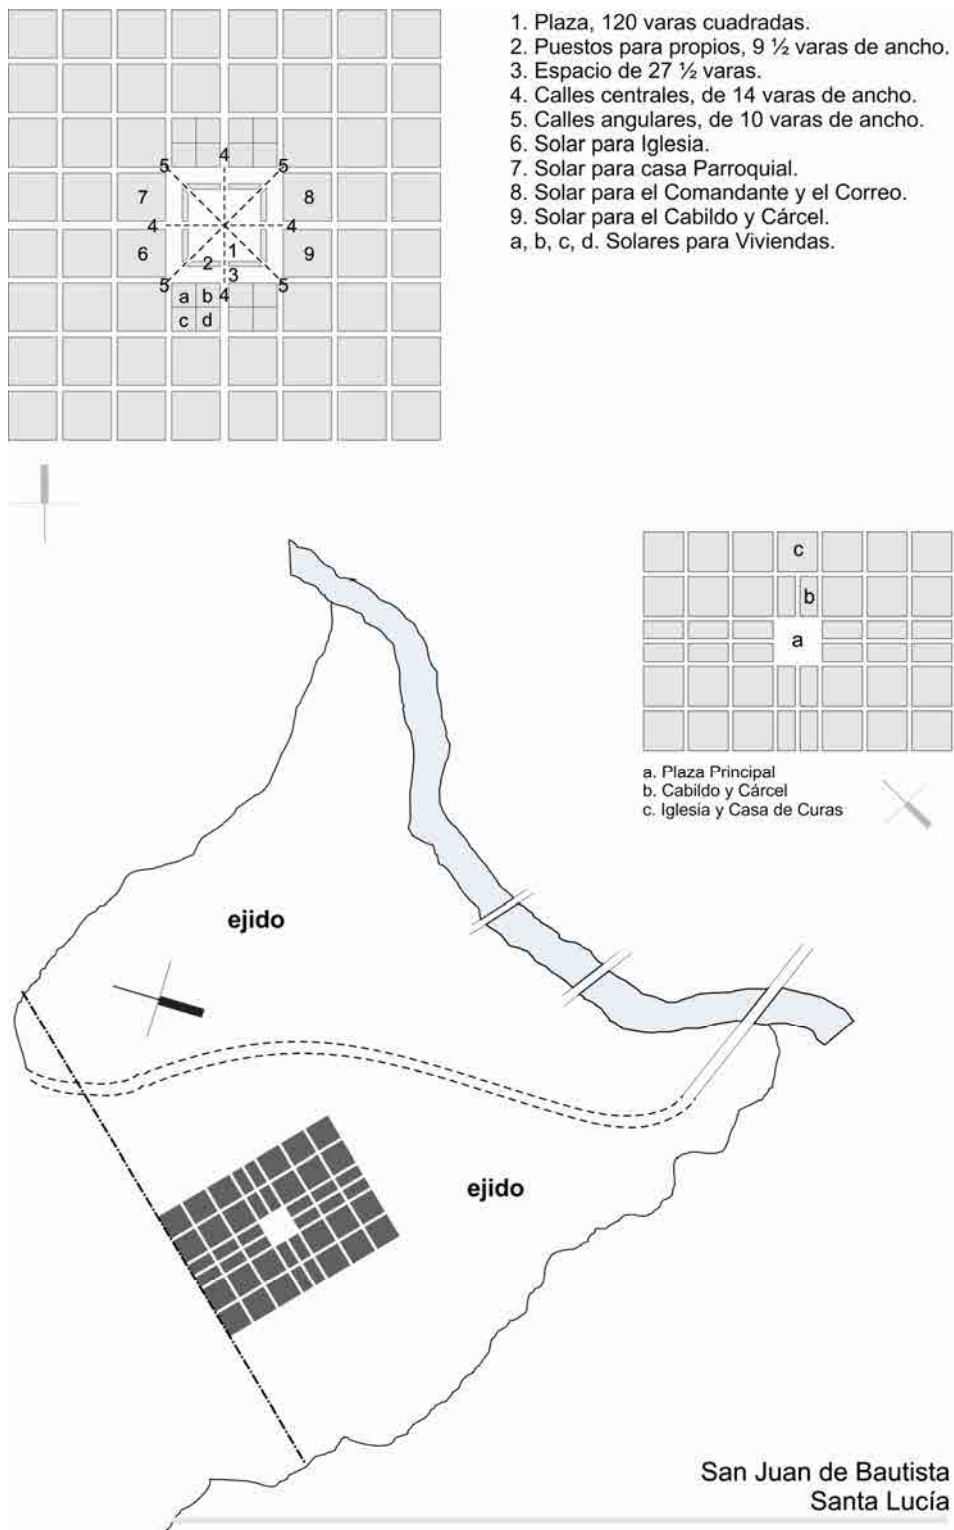 1. Plaza, 120 varas cuadradas.
2. Puestos para propios, 9 ½ varas de ancho.
3. Espacio de 27 ½ varas.
4. Calles centrales, de 14 varas de ancho.
5. Calles angulares, de 10 varas de ancho.
6. Solar para Iglesia.
7. Solar para casa Parroquial.
8. Solar para el Comandante y el Correo.
9. Solar para el Cabildo y Cárcel.
a, b, c, d. Solares para Viviendas.
4
5 5
7 8
4 4
6 1 9
2
3
5 4 5
a b
c d
c
b
a
a. Plaza Principal
b. Cabildo y Cárcel
c. Iglesia y Casa de Curas
ejido
ejido
San Juan de Bautista
Santa Lucía